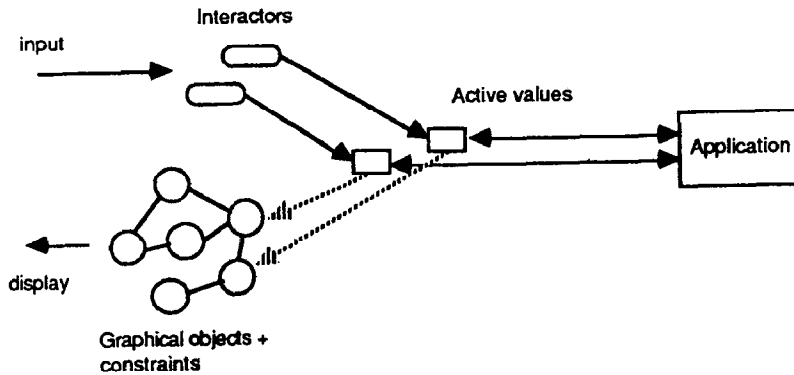 Interactors
input
Active values
Application
display
Graphical objects +
constraints